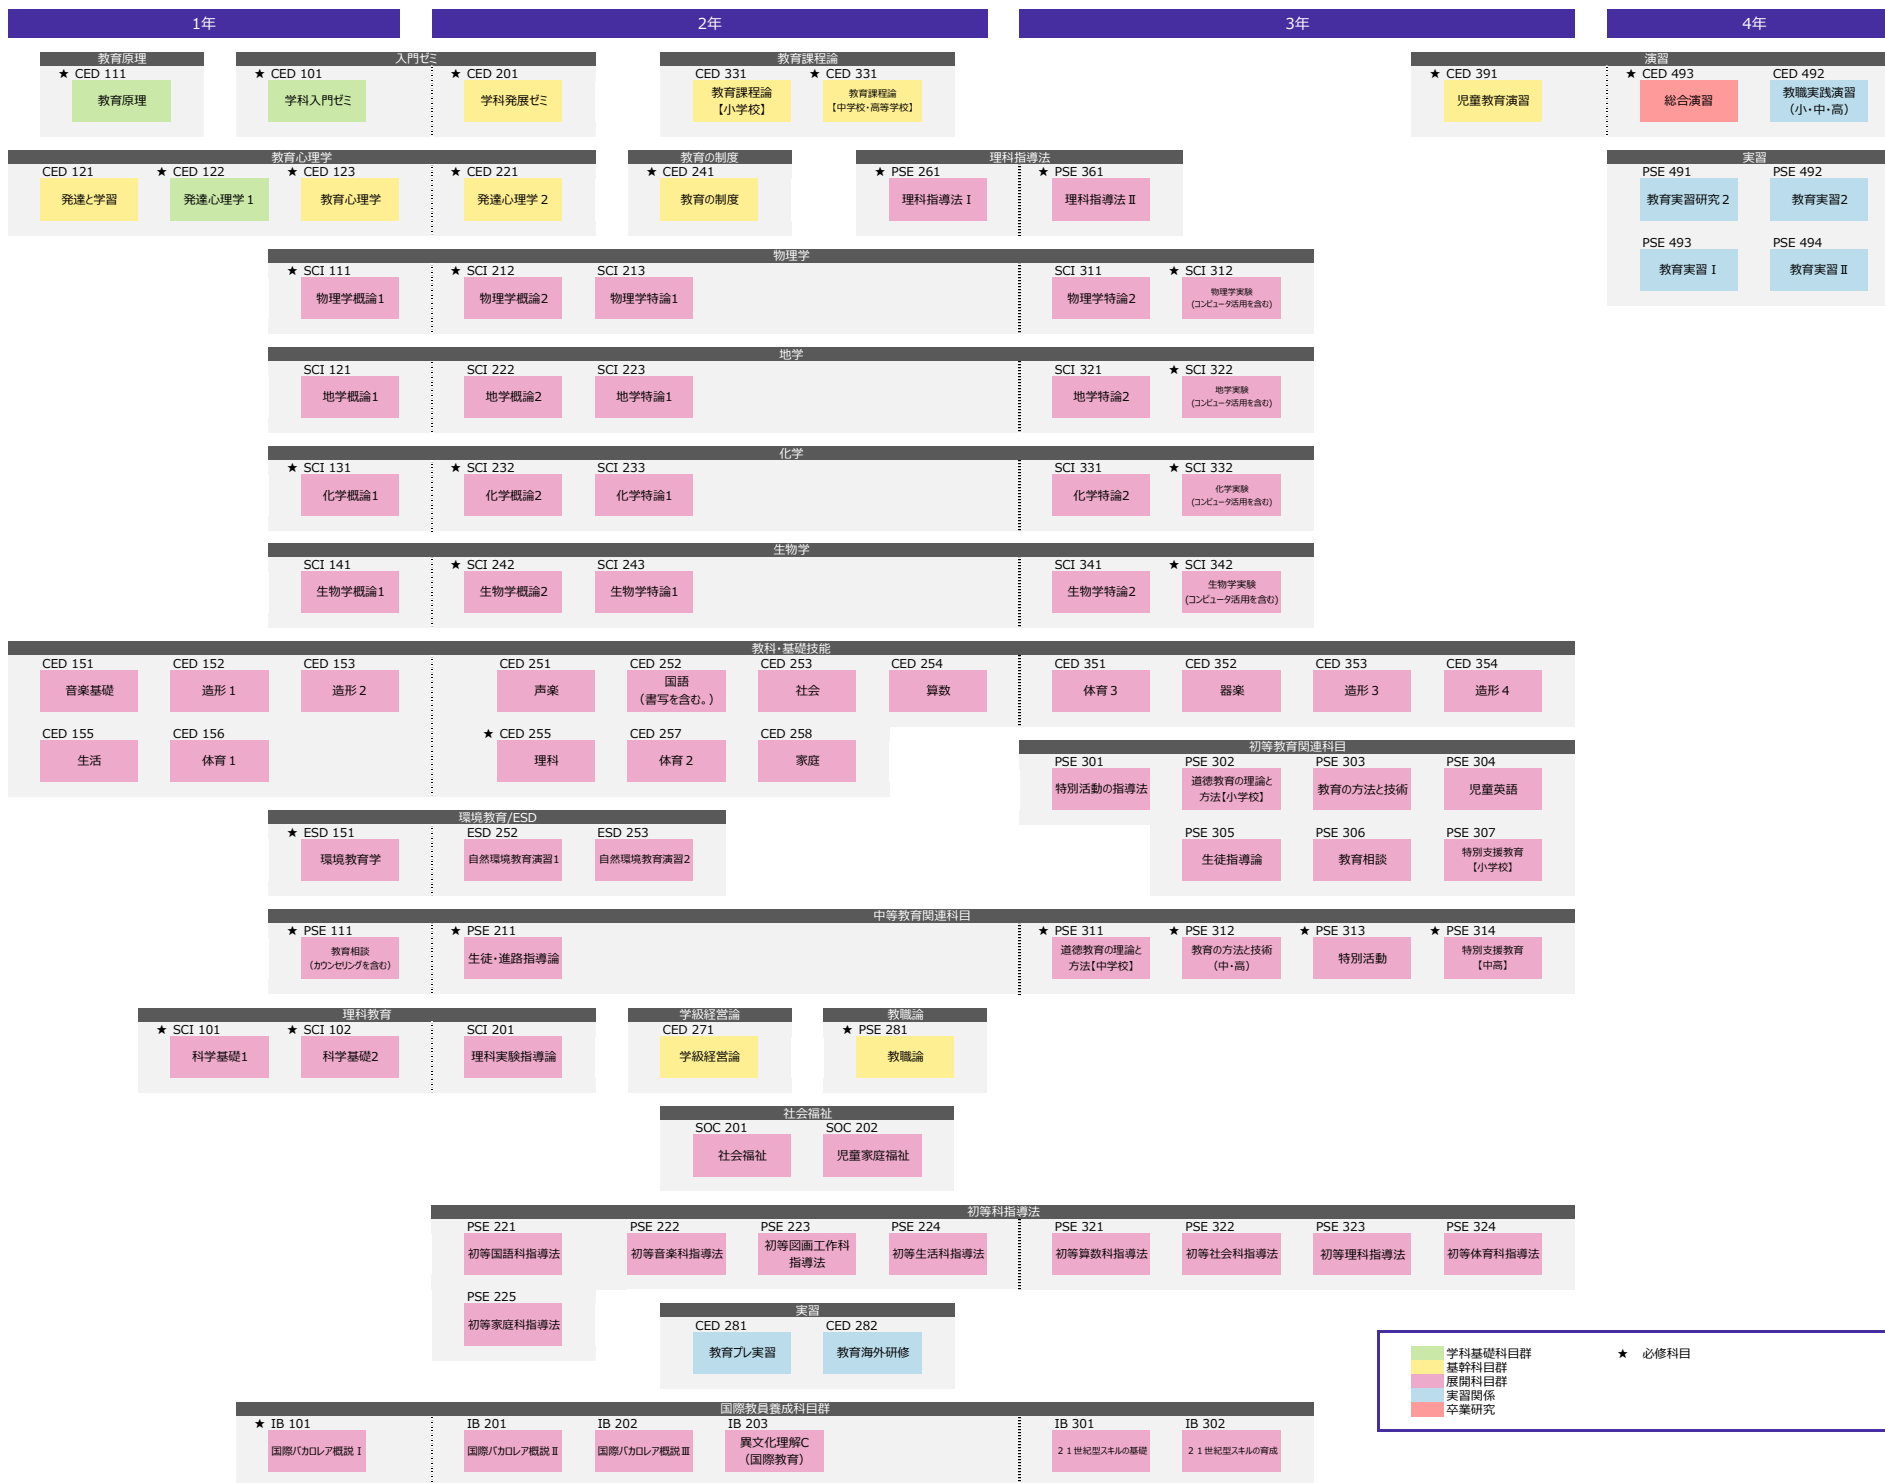 1年
2年
3年
4年
教育原理
入門ゼミ
教育課程論
演習
★ CED 111
★ CED 101
★ CED 201
CED 331
★ CED 331
★ CED 391
★ CED 493
CED 492
教育原理
学科入門ゼミ
学科発展ゼミ
教育課程論
【小学校】
教育課程論
【中学校・高等学校】
児童教育演習
総合演習
教職実践演習
（小・中・高）
教育心理学
教育の制度
理科指導法
実習
CED 121
★ CED 122
★ CED 123
★ CED 221
★ CED 241
★ PSE 261
★ PSE 361
PSE 491
PSE 492
発達と学習
発達心理学１
教育心理学
発達心理学２
教育の制度
理科指導法Ⅰ
理科指導法Ⅱ
教育実習研究２
教育実習2
PSE 493
PSE 494
教育実習Ⅰ
教育実習Ⅱ
物理学
★ SCI 111
★ SCI 212
SCI 213
SCI 311
★ SCI 312
物理学概論1
物理学概論2
物理学特論1
物理学特論2
物理学実験
(コンピュータ活用を含む)
地学
SCI 121
SCI 222
SCI 223
SCI 321
★ SCI 322
地学概論1
地学概論2
地学特論1
地学特論2
地学実験
(コンピュータ活用を含む)
化学
★ SCI 131
★ SCI 232
SCI 233
SCI 331
★ SCI 332
化学概論1
化学概論2
化学特論1
化学特論2
化学実験
(コンピュータ活用を含む)
生物学
SCI 141
★ SCI 242
SCI 243
SCI 341
★ SCI 342
生物学概論1
生物学概論2
生物学特論1
生物学特論2
生物学実験
(コンピュータ活用を含む)
教科・基礎技能
CED 151
CED 152
CED 153
CED 251
CED 252
CED 253
CED 254
CED 351
CED 352
CED 353
CED 354
音楽基礎
造形１
造形２
声楽
国語
（書写を含む。）
社会
算数
体育３
器楽
造形３
造形４
CED 155
CED 156
★ CED 255
CED 257
CED 258
生活
体育１
理科
体育２
家庭
初等教育関連科目
PSE 301
PSE 302
PSE 303
PSE 304
特別活動の指導法
道徳教育の理論と
方法【小学校】
教育の方法と技術
児童英語
PSE 305
PSE 306
PSE 307
生徒指導論
教育相談
特別支援教育
【小学校】
環境教育/ESD
★ ESD 151
ESD 252
ESD 253
環境教育学
自然環境教育演習1
自然環境教育演習2
中等教育関連科目
★ PSE 111
★ PSE 211
★ PSE 311
★ PSE 312
★ PSE 313
★ PSE 314
教育相談
（カウンセリングを含む）
生徒・進路指導論
道徳教育の理論と
方法【中学校】
教育の方法と技術
（中・高）
特別活動
特別支援教育
【中高】
理科教育
学級経営論
教職論
★ SCI 101
★ SCI 102
SCI 201
CED 271
★ PSE 281
科学基礎1
科学基礎2
理科実験指導論
学級経営論
教職論
社会福祉
SOC 201
SOC 202
社会福祉
児童家庭福祉
初等科指導法
PSE 221
PSE 222
PSE 223
PSE 224
PSE 321
PSE 322
PSE 323
PSE 324
初等国語科指導法
初等音楽科指導法
初等図画工作科
指導法
初等生活科指導法
初等算数科指導法
初等社会科指導法
初等理科指導法
初等体育科指導法
PSE 225
初等家庭科指導法
実習
CED 281
CED 282
教育プレ実習
教育海外研修
国際教員養成科目群
★ IB 101
IB 201
IB 202
IB 203
IB 301
IB 302
国際バカロレア概説Ⅰ
国際バカロレア概説Ⅱ
国際バカロレア概説Ⅲ
異文化理解C
（国際教育）
２１世紀型スキルの基礎
２１世紀型スキルの育成
学科基礎科目群
★ 必修科目
基幹科目群
展開科目群
実習関係
卒業研究